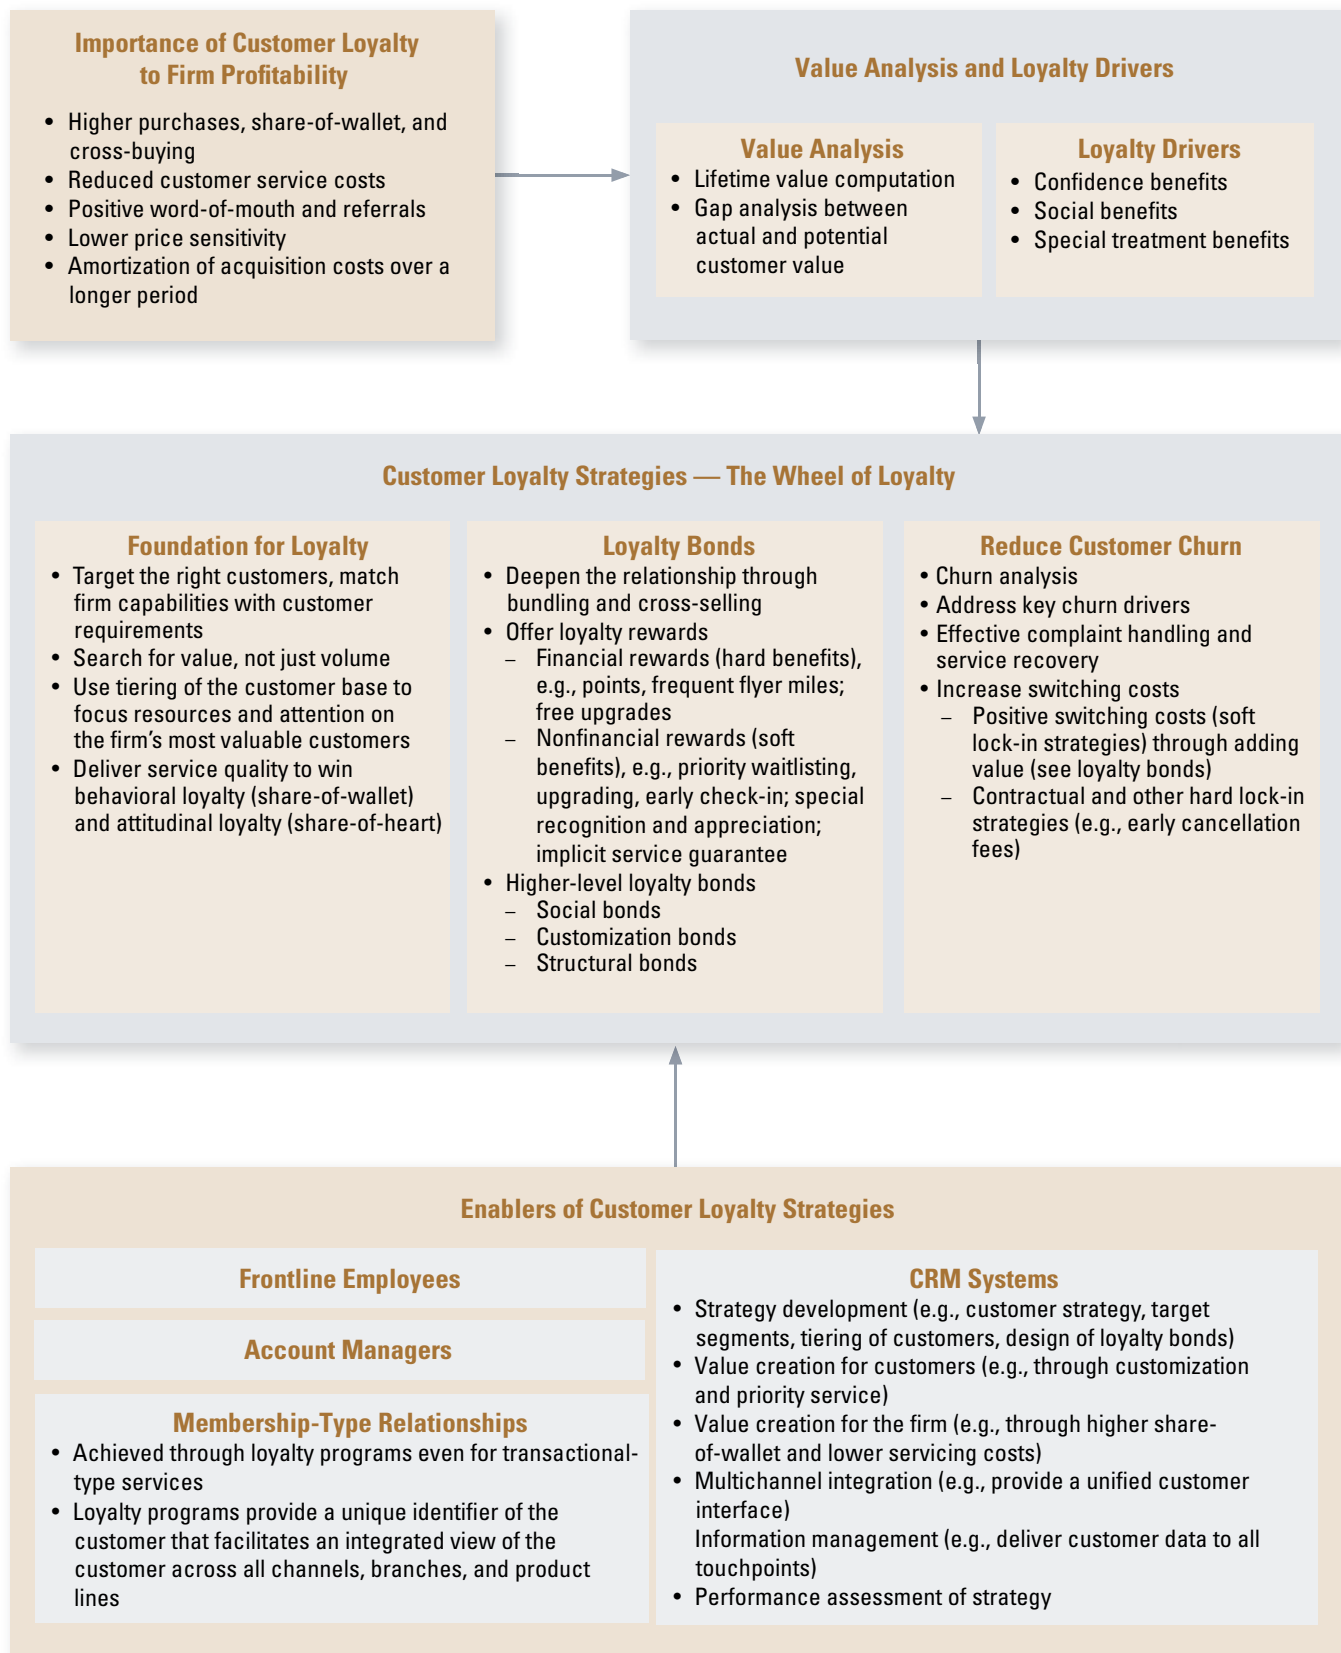 Importance of Customer Loyalty
to Firm Profitability
• Higher purchases, share-of-wallet, and
cross-buying
• Reduced customer service costs
• Positive word-of-mouth and referrals
• Lower price sensitivity
• Amortization of acquisition costs over a
longer period
Value Analysis and Loyalty Drivers
Value Analysis
• Lifetime value computation
• Gap analysis between
actual and potential
customer value
Loyalty Drivers
• Confidence benefits
• Social benefits
• Special treatment benefits
Customer Loyalty Strategies — The Wheel of Loyalty
Foundation for Loyalty
• Target the right customers, match
firm capabilities with customer
requirements
• Search for value, not just volume
• Use tiering of the customer base to
focus resources and attention on
the firm's most valuable customers
• Deliver service quality to win
behavioral loyalty (share-of-wallet)
and attitudinal loyalty (share-of-heart)
Loyalty Bonds
• Deepen the relationship through
bundling and cross-selling
• Offer loyalty rewards
– Financial rewards (hard benefits),
e.g., points, frequent flyer miles;
free upgrades
– Nonfinancial rewards (soft
benefits), e.g., priority waitlisting,
upgrading, early check-in; special
recognition and appreciation;
implicit service guarantee
• Higher-level loyalty bonds
– Social bonds
– Customization bonds
– Structural bonds
Reduce Customer Churn
• Churn analysis
• Address key churn drivers
• Effective complaint handling and
service recovery
• Increase switching costs
– Positive switching costs (soft
lock-in strategies) through adding
value (see loyalty bonds)
– Contractual and other hard lock-in
strategies (e.g., early cancellation
fees)
Enablers of Customer Loyalty Strategies
Frontline Employees
Account Managers
Membership-Type Relationships
• Achieved through loyalty programs even for transactional-
type services
• Loyalty programs provide a unique identifier of the
customer that facilitates an integrated view of the
customer across all channels, branches, and product
lines
CRM Systems
• Strategy development (e.g., customer strategy, target
segments, tiering of customers, design of loyalty bonds)
• Value creation for customers (e.g., through customization
and priority service)
• Value creation for the firm (e.g., through higher share-
of-wallet and lower servicing costs)
• Multichannel integration (e.g., provide a unified customer
interface)
Information management (e.g., deliver customer data to all
touchpoints)
• Performance assessment of strategy